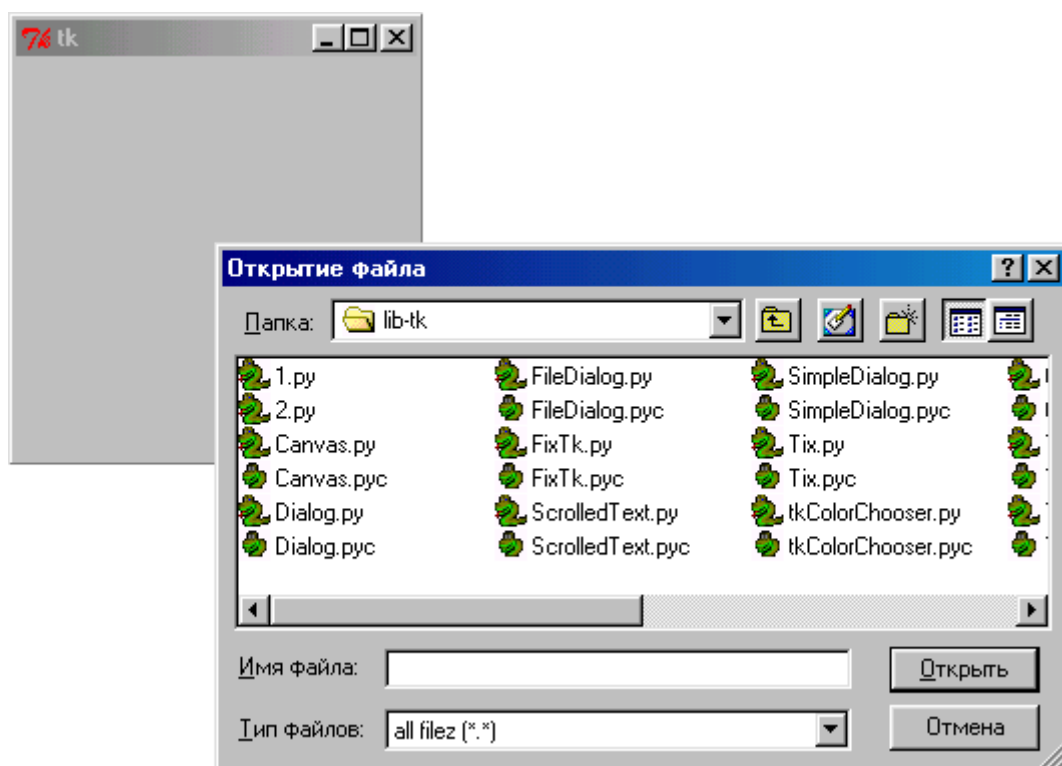 tk
Открытие файла
Папка: lib-tk
1.py FileDialog.py SimpleDialog.py
2.py FileDialog.pyc SimpleDialog.pyc
Canvas.py FixTk.py Tix.py
Canvas.pyc FixTk.pyc Tix.pyc
Dialog.py ScrolledText.py tkColorChooser.py
Dialog.pyc ScrolledText.pyc tkColorChooser.pyc
Имя файла: Открыть
Тип файлов: all filez (*.*) Отмена